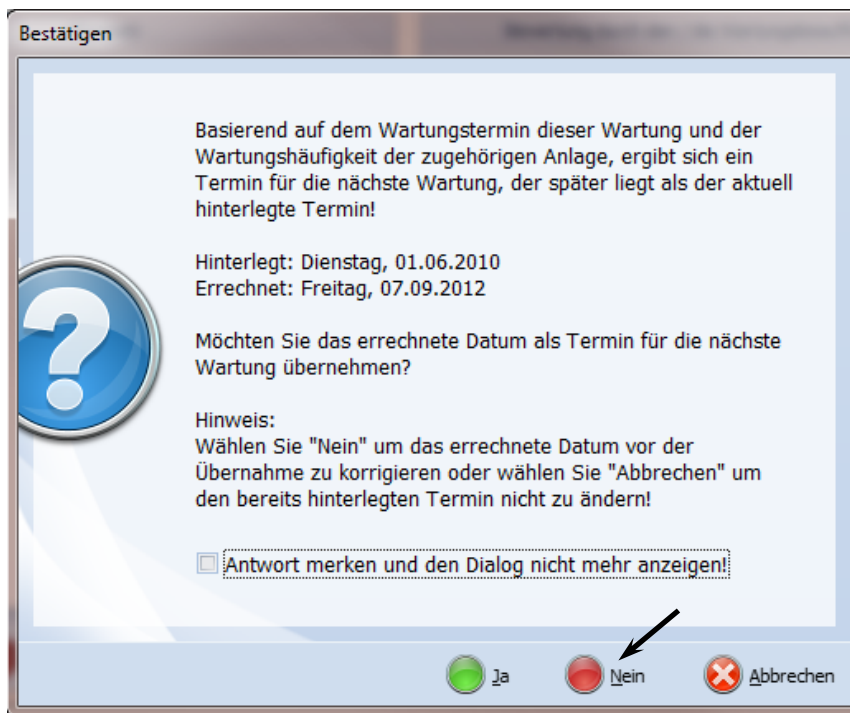 Bestätigen
Basierend auf dem Wartungstermin dieser Wartung und der
Wartungshäufigkeit der zugehörigen Anlage, ergibt sich ein
Termin für die nächste Wartung, der später liegt als der aktuell
hinterlegte Termin!
Hinterlegt: Dienstag, 01.06.2010
Errechnet: Freitag, 07.09.2012
Möchten Sie das errechnete Datum als Termin für die nächste
Wartung übernehmen?
Hinweis:
Wählen Sie "Nein" um das errechnete Datum vor der
Übernahme zu korrigieren oder wählen Sie "Abbrechen" um
den bereits hinterlegten Termin nicht zu ändern!
Antwort merken und den Dialog nicht mehr anzeigen!
Ja Nein Abbrechen